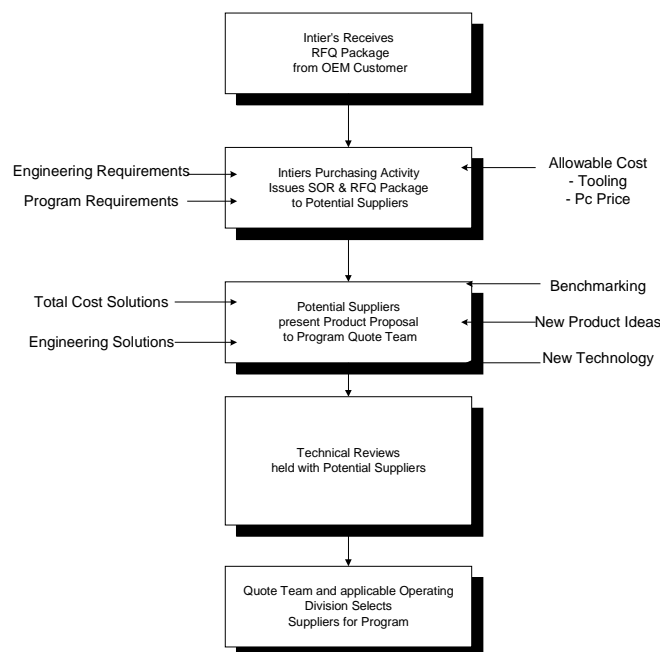 Intier's Receives
RFQ Package
from OEM Customer
Engineering Requirements
Program Requirements
Intiers Purchasing Activity
Issues SOR & RFQ Package
to Potential Suppliers
Allowable Cost
- Tooling
- Pc Price
Total Cost Solutions
Engineering Solutions
Potential Suppliers
present Product Proposal
to Program Quote Team
Benchmarking
New Product Ideas
New Technology
Technical Reviews
held with Potential Suppliers
Quote Team and applicable Operating
Division Selects
Suppliers for Program